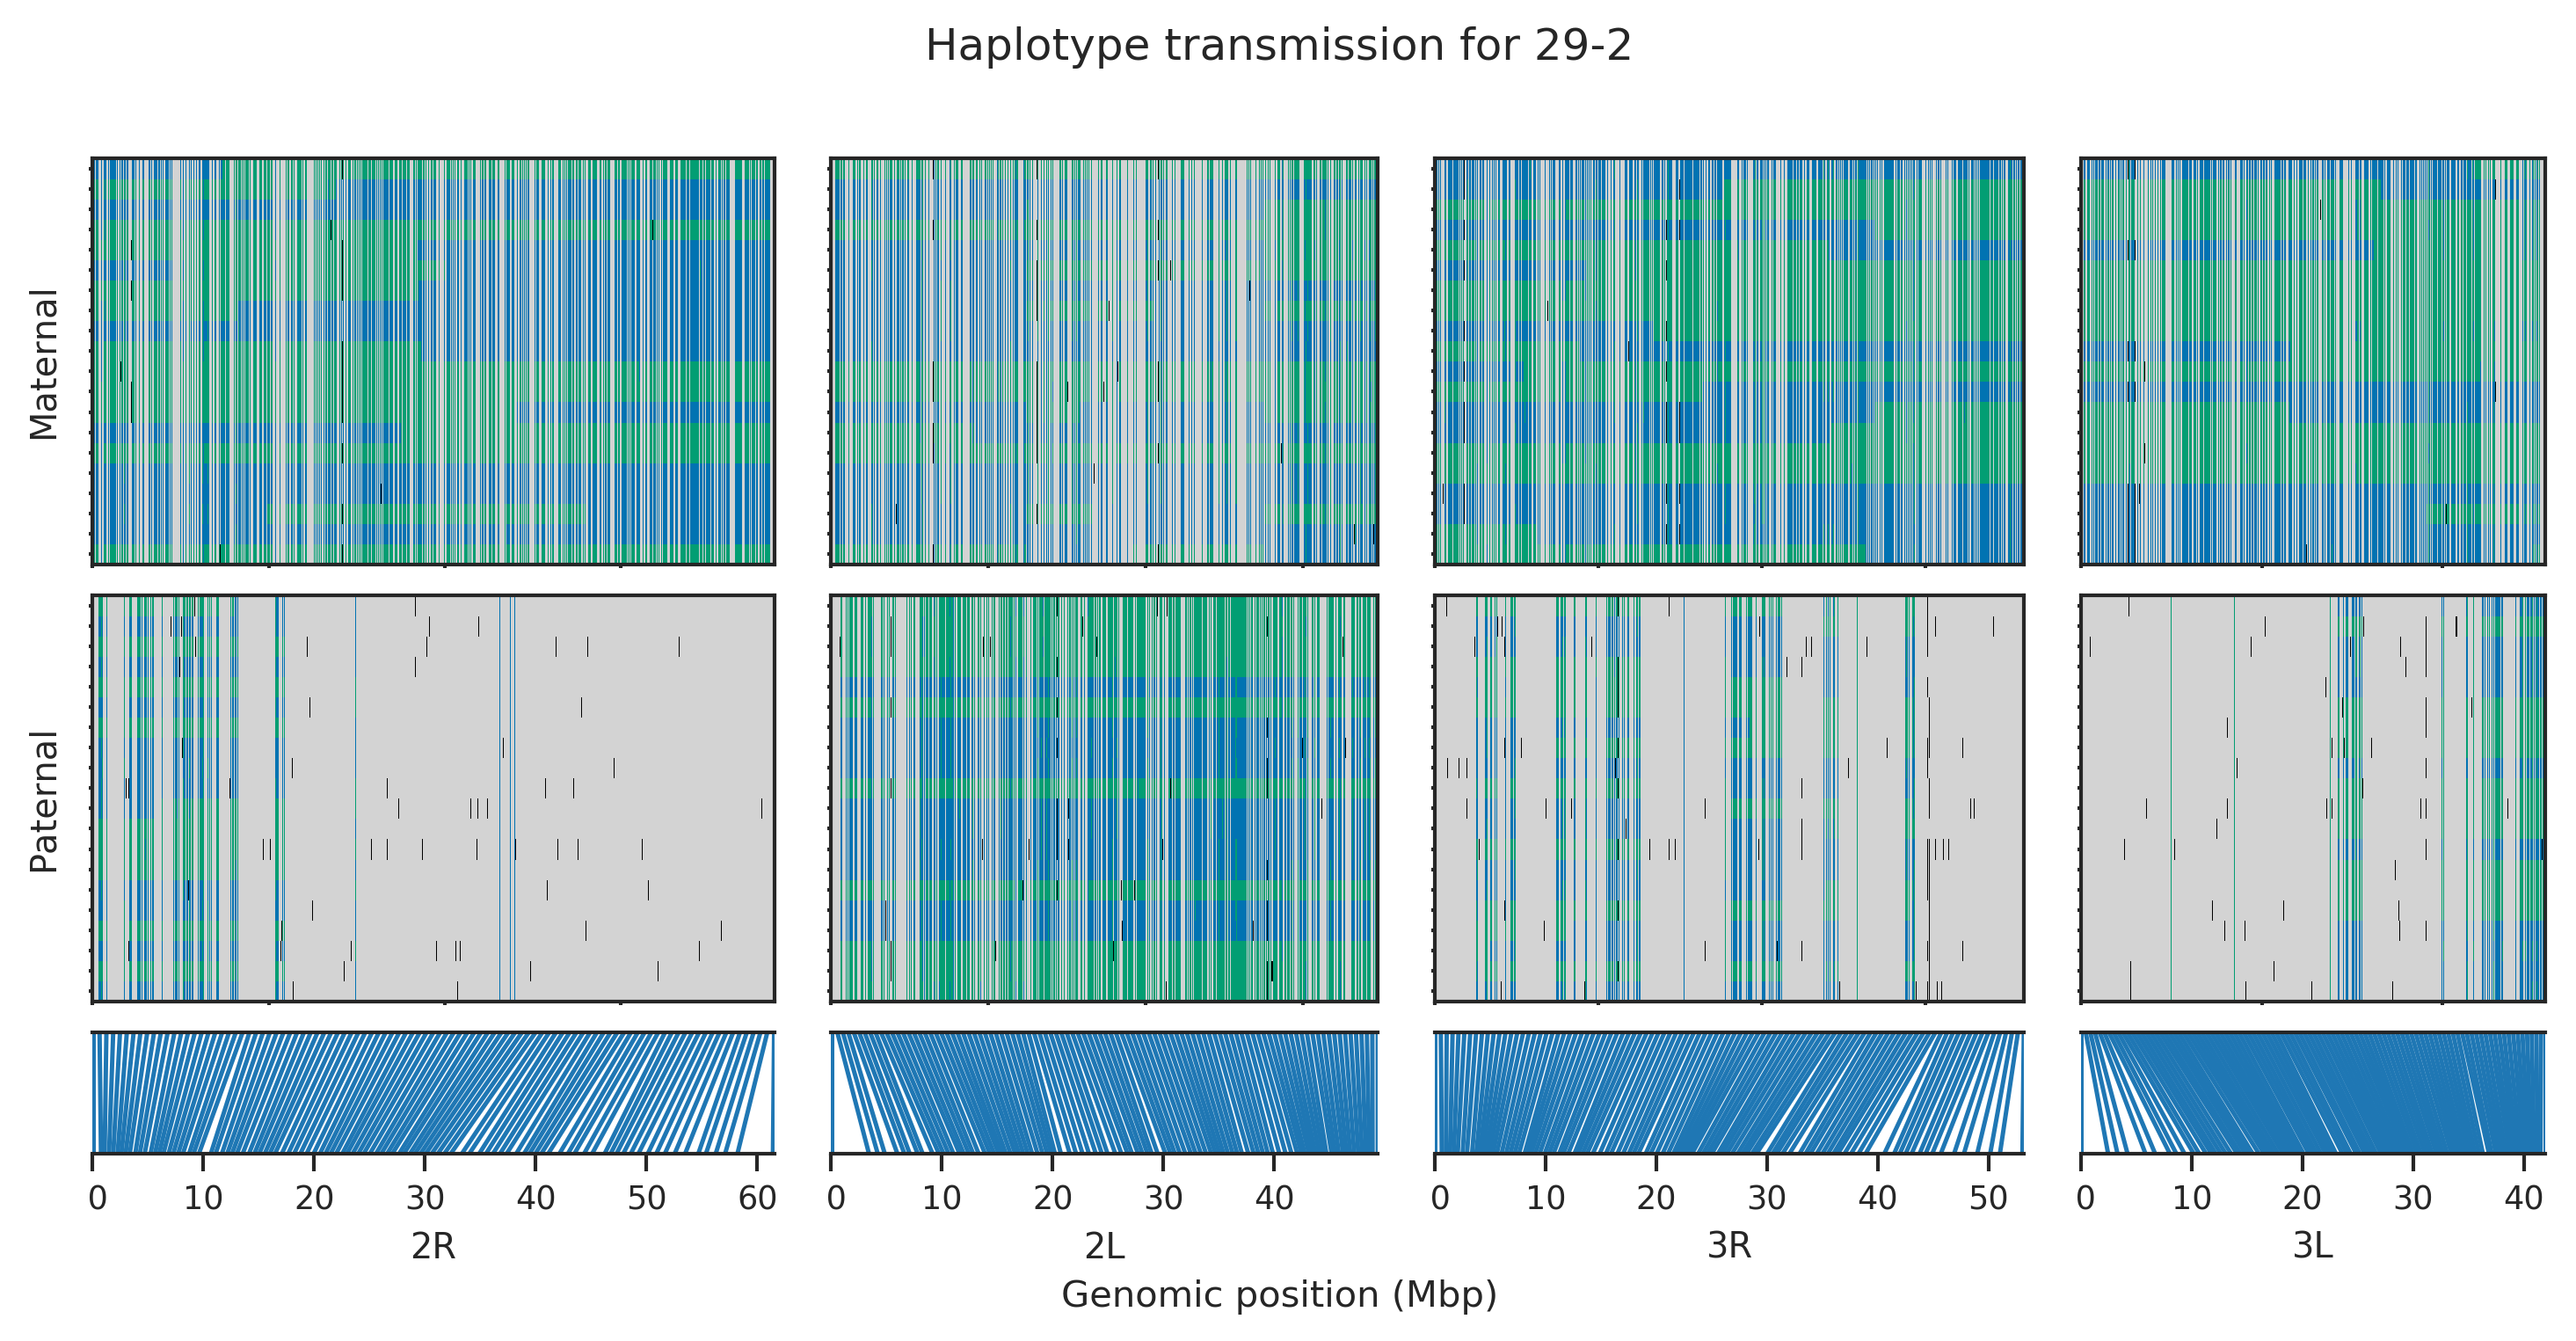 Haplotype transmission for 29-2
Maternal
Paternal
0 10 20 30 40 50 60
0 10 20 30 40
0 10 20 30 40 50
0 10 20 30 40
2R
2L
3R
3L
Genomic position (Mbp)